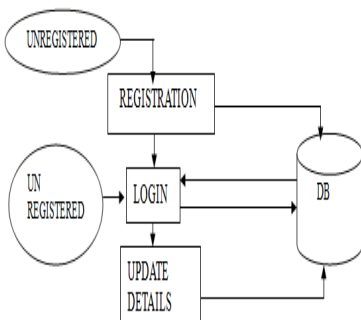 UNREGISTERED
REGISTRATION
UN
REGISTERED
LOGIN
DB
UPDATE
DETAILS